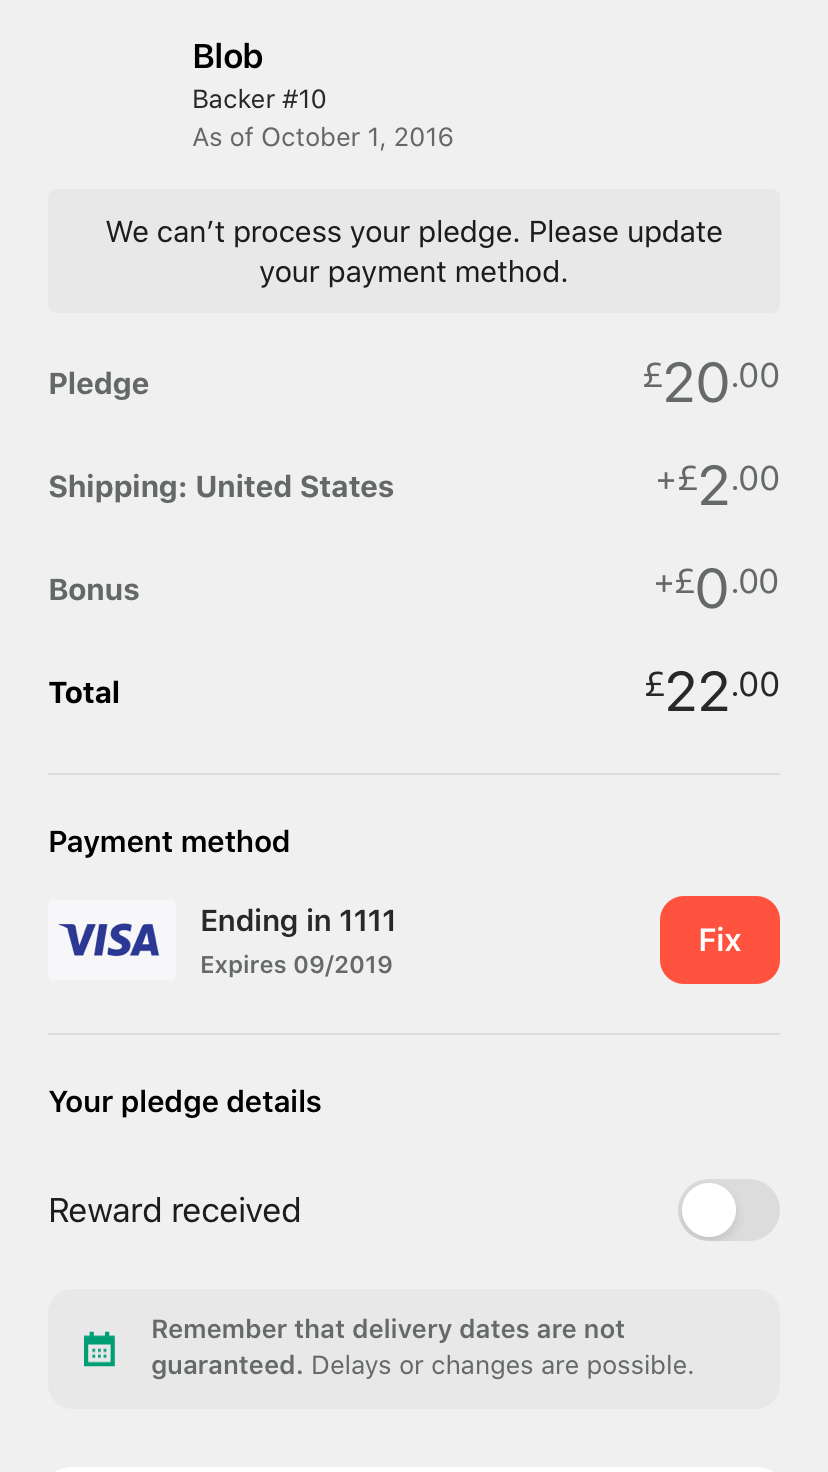 Blob
Backer #10
As of October 1, 2016
We can’t process your pledge. Please update
your payment method.
Pledge £20.00
Shipping: United States +£2.00
Bonus +£0.00
Total £22.00
Payment method
VISA
Ending in 1111
Expires 09/2019
Fix
Your pledge details
Reward received
Remember that delivery dates are not
guaranteed. Delays or changes are possible.